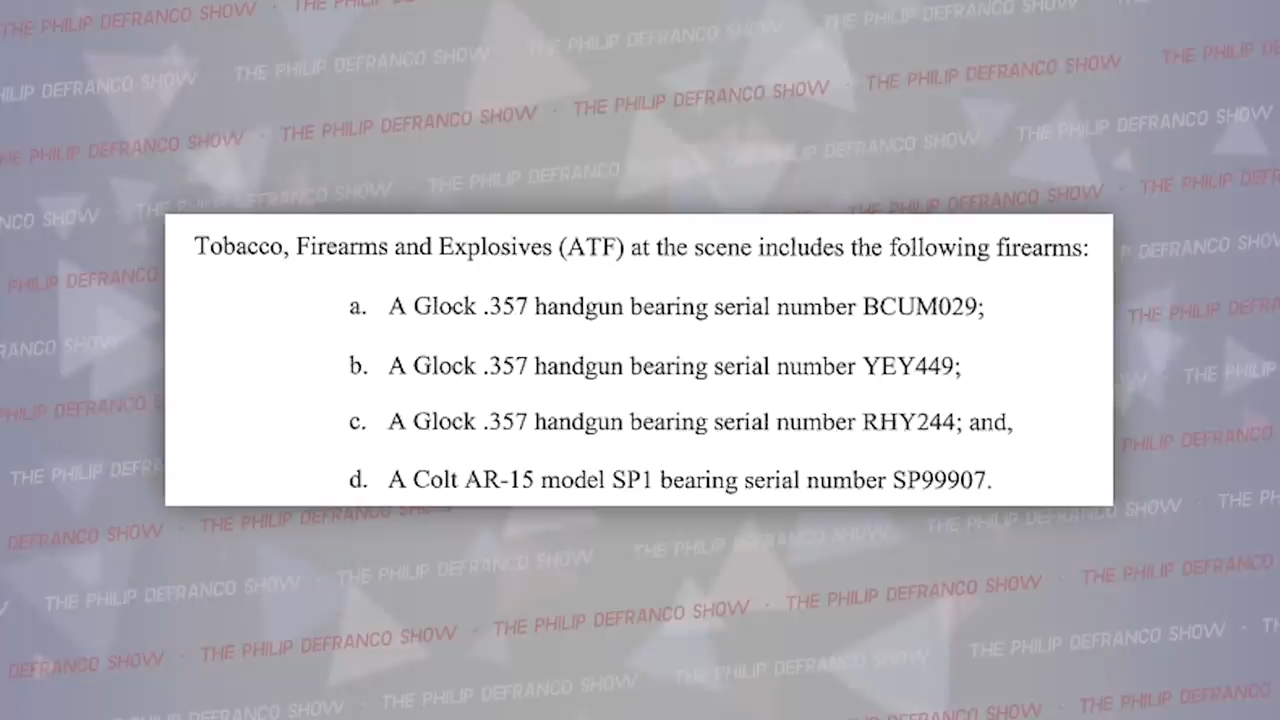 THE PHILIP DEFRANCO SHOW
Tobacco, Firearms and Explosives (ATF) at the scene includes the following firearms:
a. A Glock .357 handgun bearing serial number BCUM029;
b. A Glock .357 handgun bearing serial number YEY449;
c. A Glock .357 handgun bearing serial number RHY244; and,
d. A Colt AR-15 model SP1 bearing serial number SP99907.